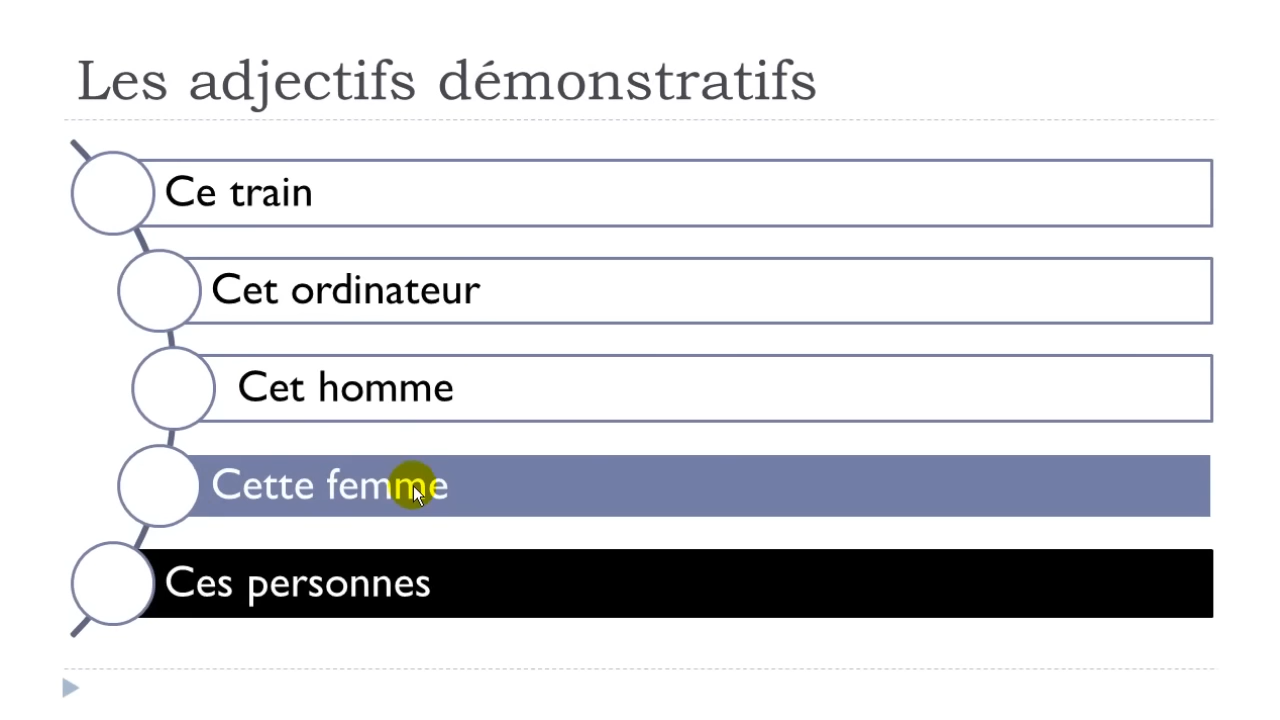 Les adjectifs démonstratifs
Ce train
Cet ordinateur
Cet homme
Cette femme
Ces personnes